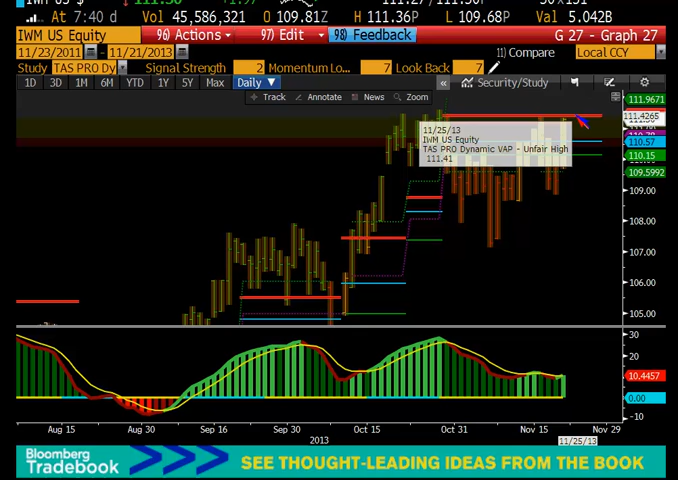 IWM US $
At 7:40 d Vol 45,586,321 O 109.81Z H 111.36P L 109.68P Val 5.042B
IWM US Equity 96) Actions 97) Edit 98) Feedback G 27 - Graph 27
11/23/2011 - 11/21/2013 11) Compare Local CCY
Study TAS PRO Dy Signal Strength 2 Momentum Lo... 7 Look Back 7
1D 3D 1M 6M YTD 1Y 5Y Max Daily ▼ « Security/Study
Track Annotate News Zoom
111.9671
111.4265
110.57
110.15
109.5992
109.00
108.00
107.00
106.00
105.00
11/25/13
IWM US Equity
TAS PRO Dynamic VAP - Unfair High
111.41
30
20
10.4457
0.00
-10
Aug 15 Aug 30 Sep 16 Sep 30 Oct 15 Oct 31 Nov 15 Nov 29
2013 11/25/13
Bloomberg
Tradebook
SEE THOUGHT-LEADING IDEAS FROM THE BOOK